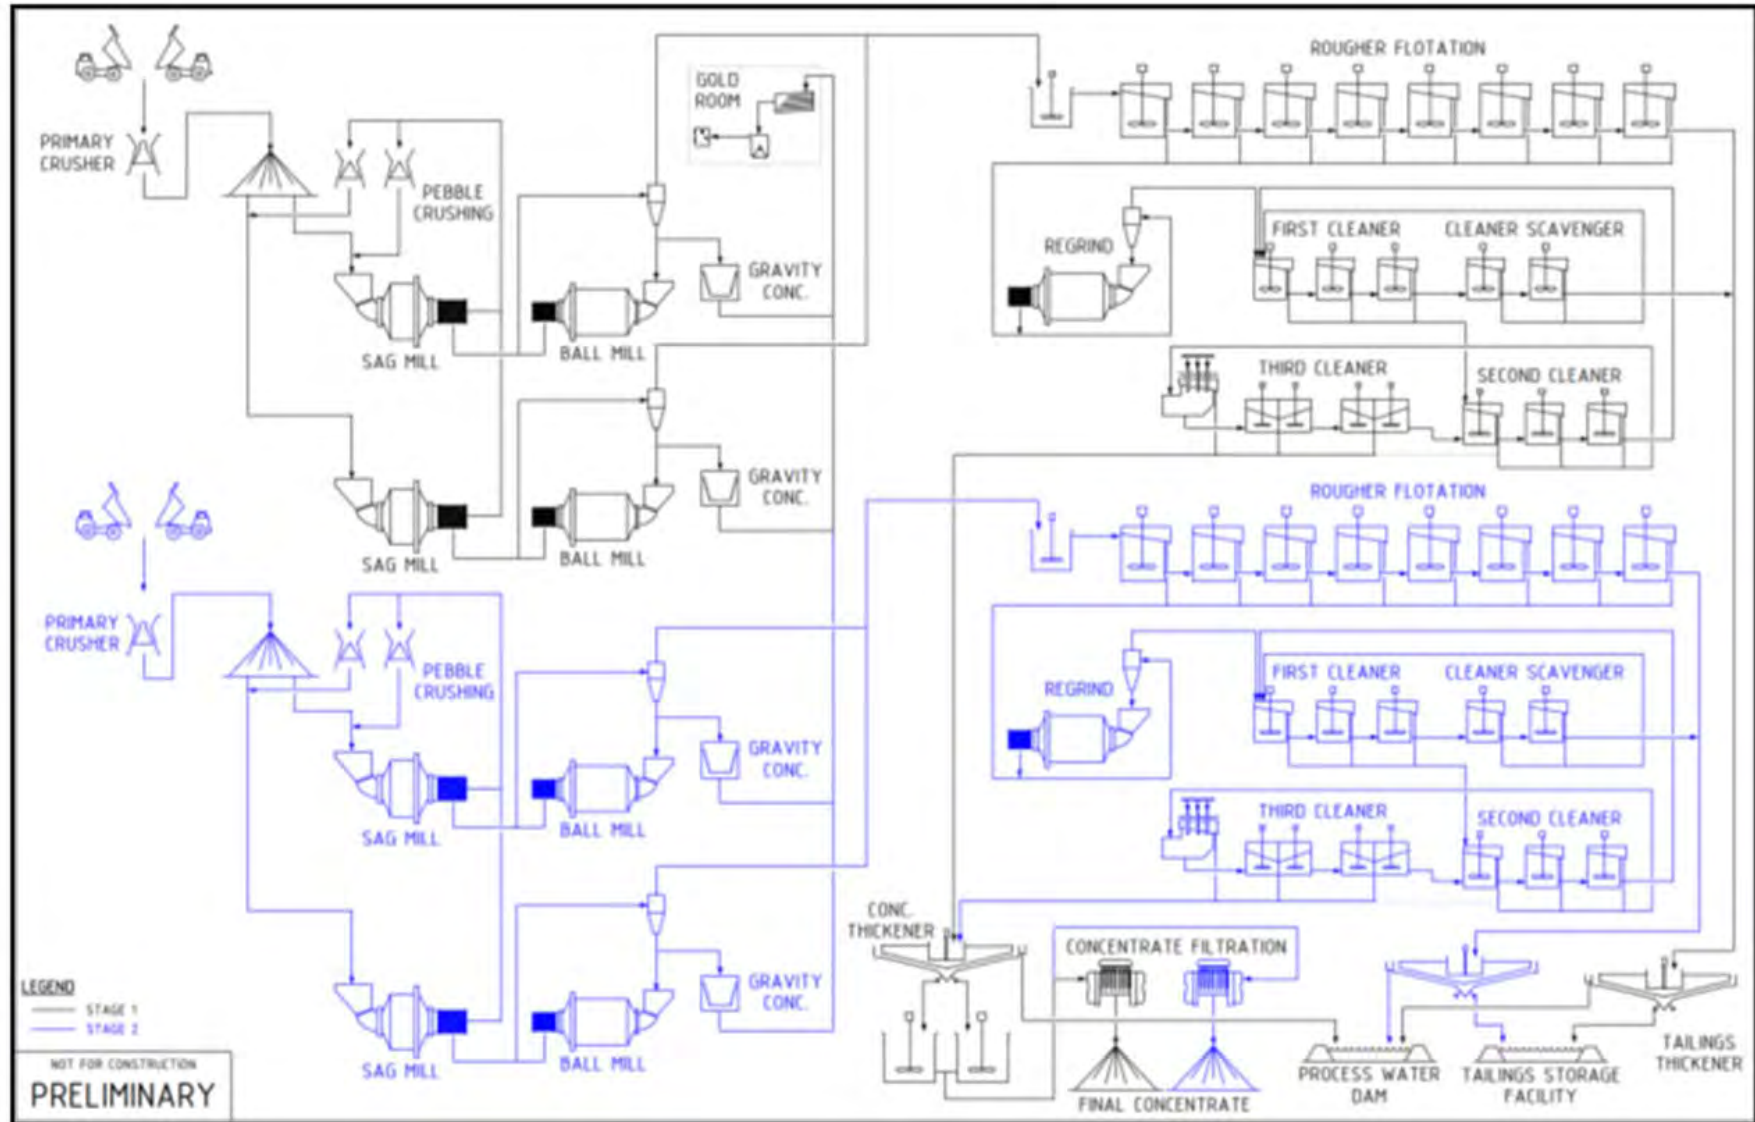 ROUGHER FLOTATION
GOLD
ROOM
PRIMARY
CRUSHER
PEBBLE
CRUSHING
GRAVITY
CONC.
SAG MILL
BALL MILL
REGRIND
FIRST CLEANER
CLEANER SCAVENGER
THIRD CLEANER
SECOND CLEANER
GRAVITY
CONC.
SAG MILL
BALL MILL
ROUGHER FLOTATION
PRIMARY
CRUSHER
PEBBLE
CRUSHING
GRAVITY
CONC.
SAG MILL
BALL MILL
REGRIND
FIRST CLEANER
CLEANER SCAVENGER
THIRD CLEANER
SECOND CLEANER
GRAVITY
CONC.
SAG MILL
BALL MILL
CONC.
THICKENER
CONCENTRATE FILTRATION
FINAL CONCENTRATE
PROCESS WATER
DAM
TAILINGS STORAGE
FACILITY
TAILINGS
THICKENER
LEGEND
STAGE 1
STAGE 2
NOT FOR CONSTRUCTION
PRELIMINARY